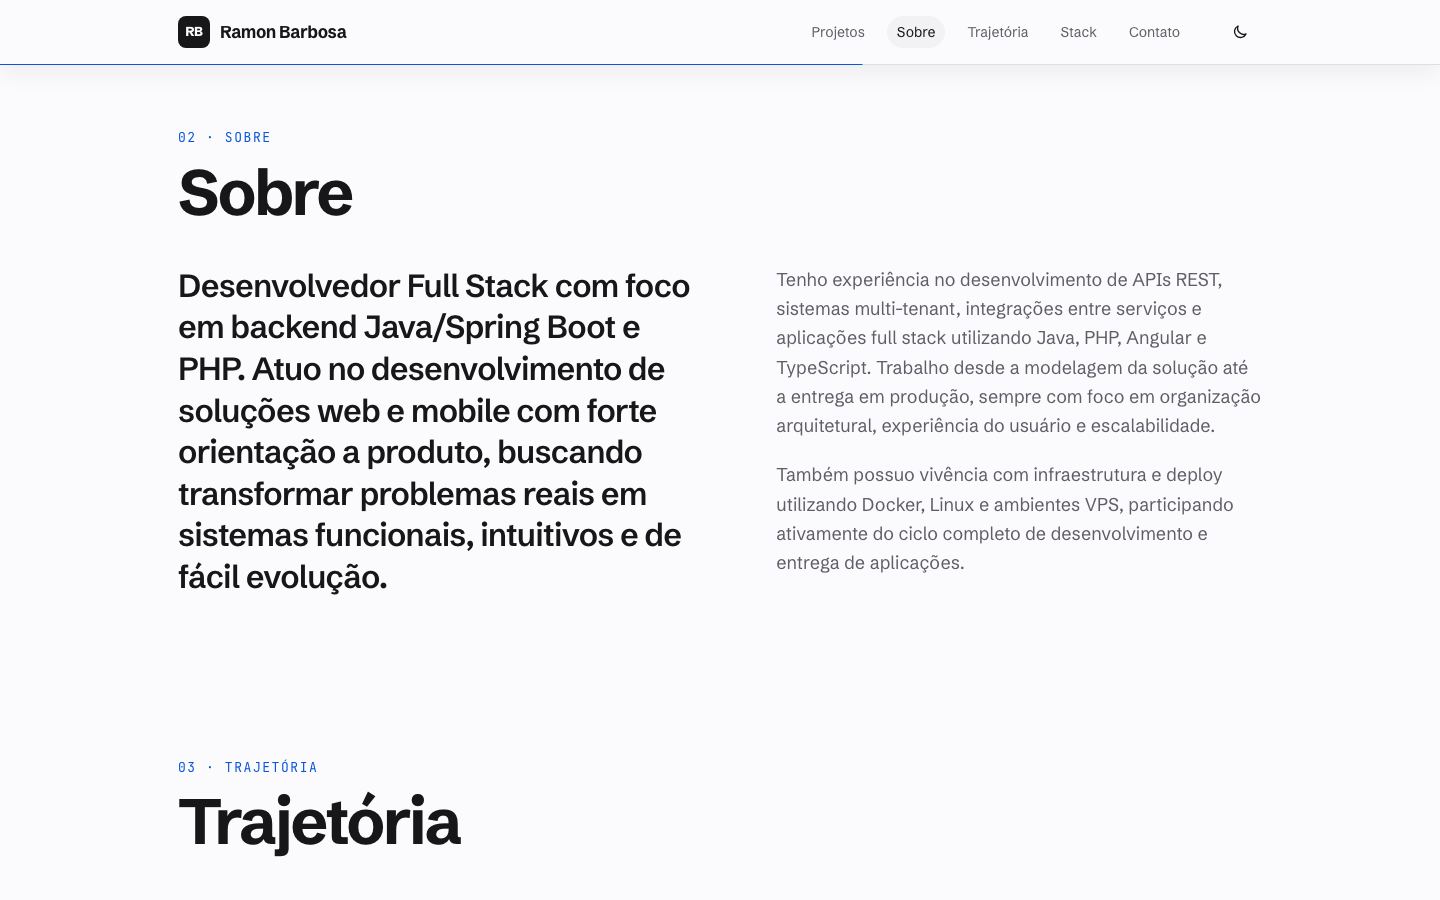 RB Ramon Barbosa
Projetos Sobre Trajetória Stack Contato
02 · SOBRE
Sobre
Desenvolvedor Full Stack com foco
em backend Java/Spring Boot e
PHP. Atuo no desenvolvimento de
soluções web e mobile com forte
orientação a produto, buscando
transformar problemas reais em
sistemas funcionais, intuitivos e de
fácil evolução.
Tenho experiência no desenvolvimento de APIs REST,
sistemas multi-tenant, integrações entre serviços e
aplicações full stack utilizando Java, PHP, Angular e
TypeScript. Trabalho desde a modelagem da solução até
a entrega em produção, sempre com foco em organização
arquitetural, experiência do usuário e escalabilidade.
Também possuo vivência com infraestrutura e deploy
utilizando Docker, Linux e ambientes VPS, participando
ativamente do ciclo completo de desenvolvimento e
entrega de aplicações.
03 · TRAJETÓRIA
Trajetória